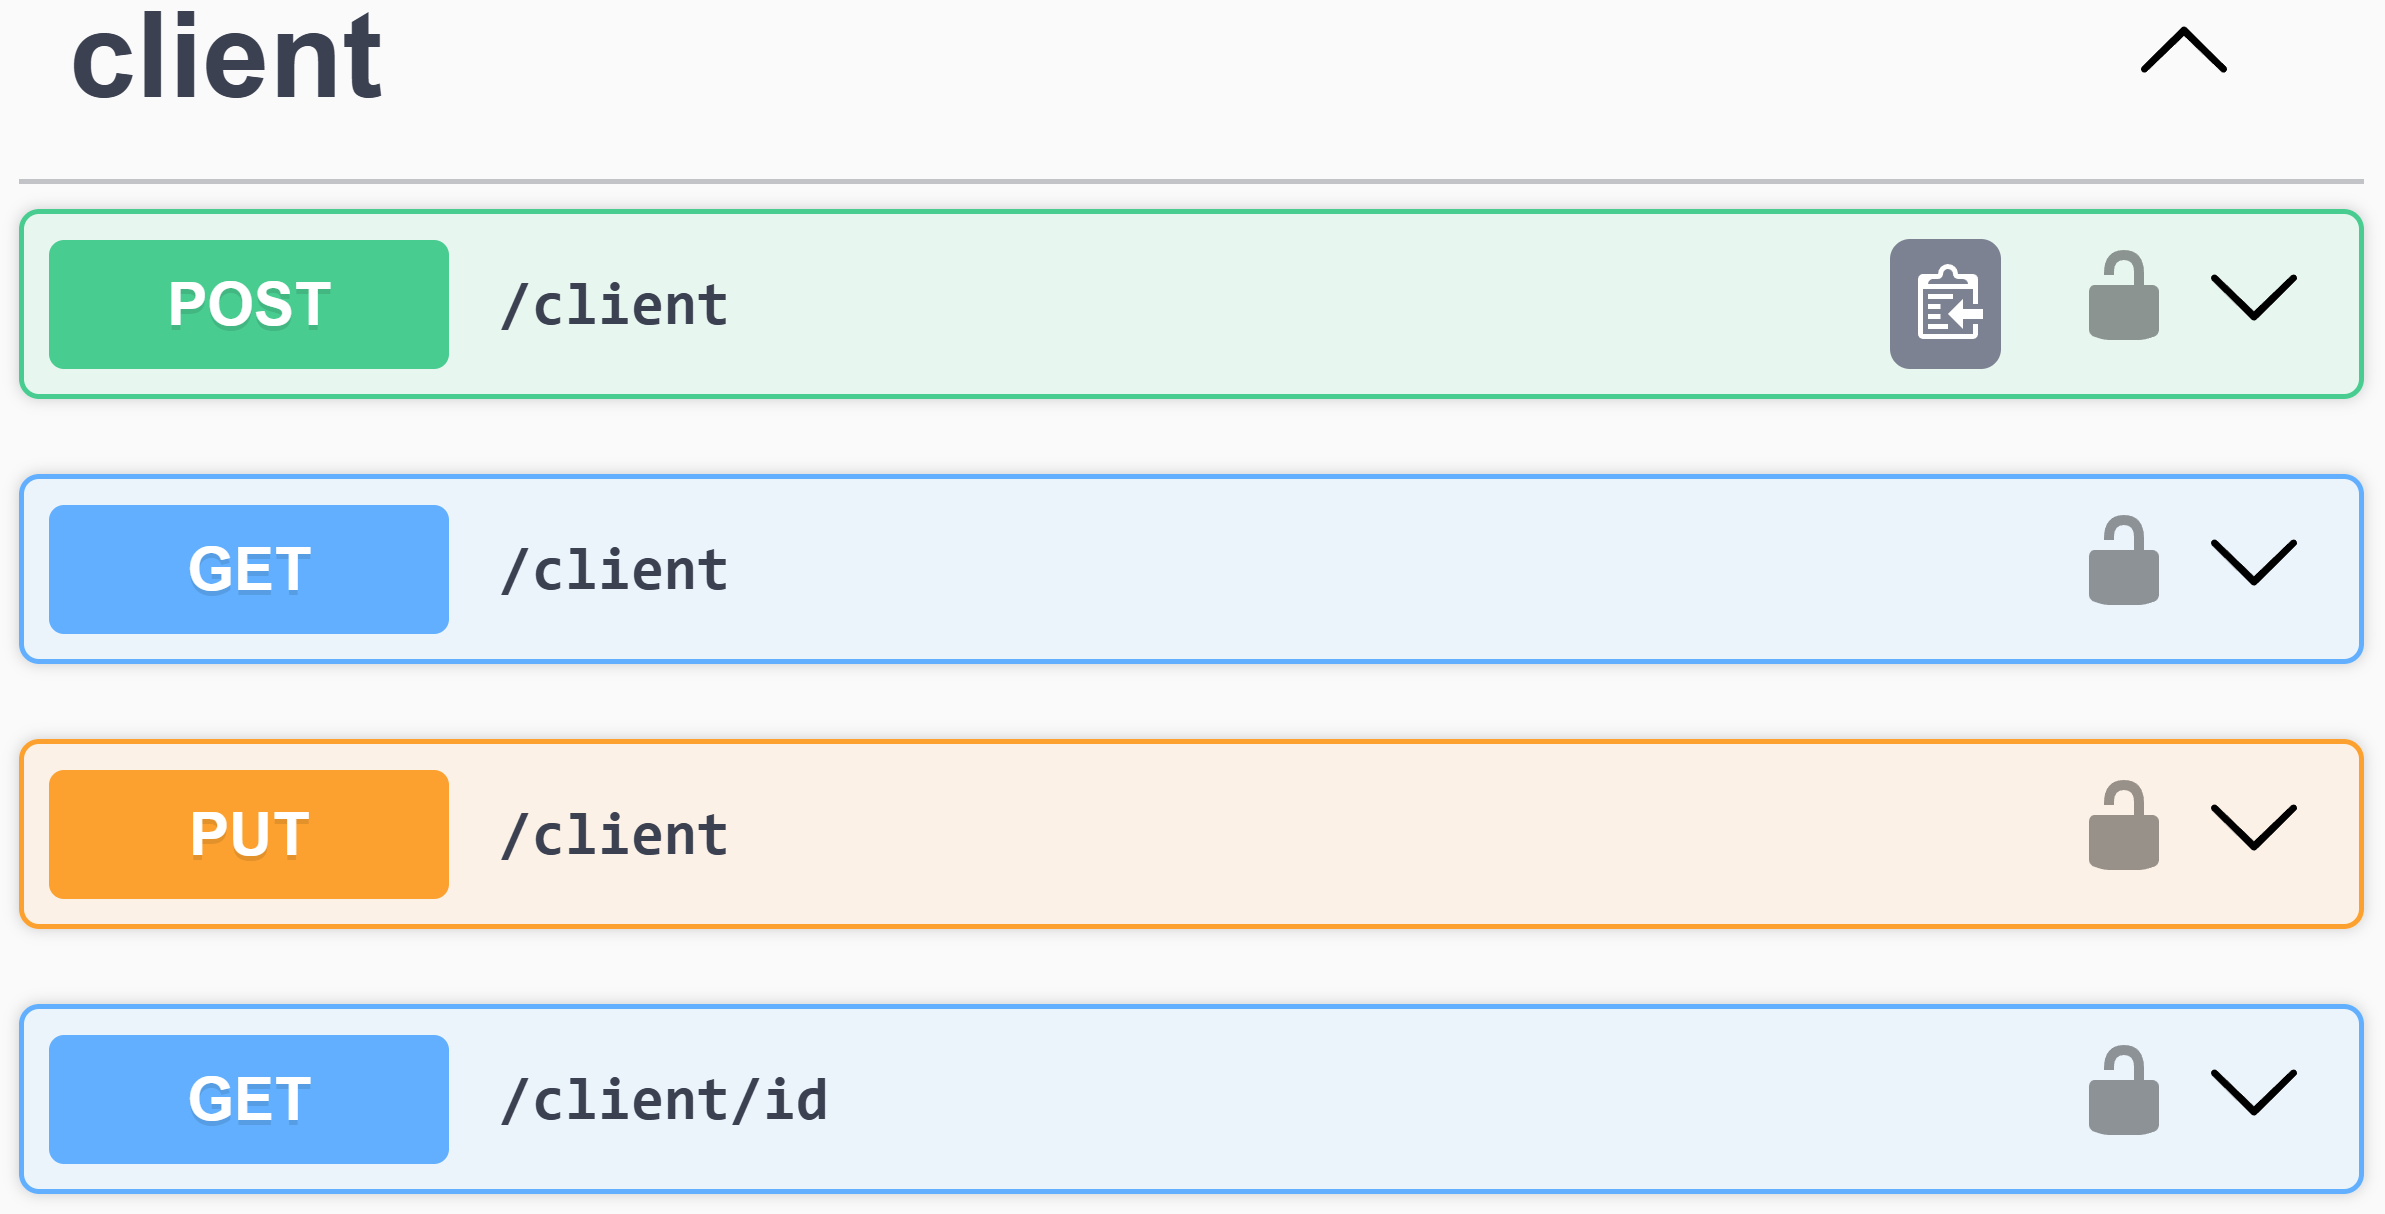 client
POST /client
GET /client
PUT /client
GET /client/id